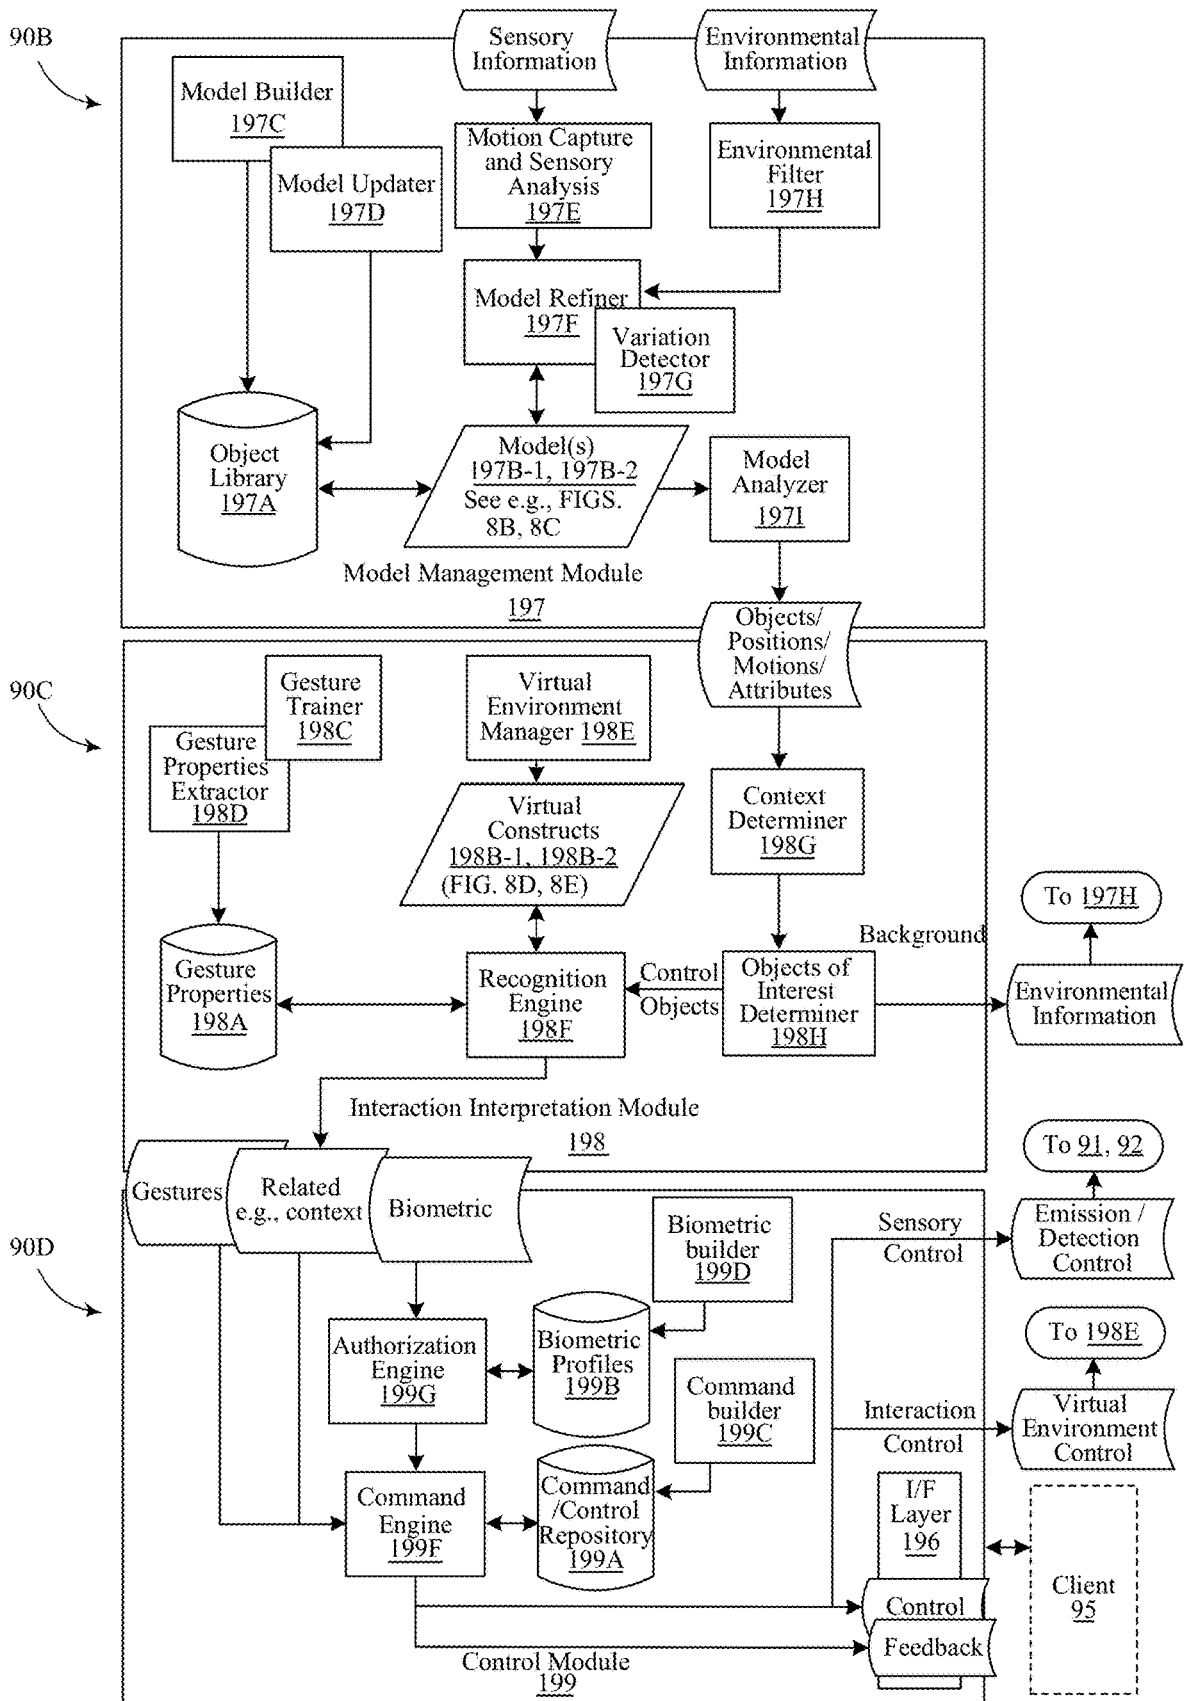 90B
Sensory
Information
Environmental
Information
Model Builder
197C
Model Updater
197D
Motion Capture
and Sensory
Analysis
197E
Environmental
Filter
197H
Model Refiner
197F
Variation
Detector
197G
Object
Library
197A
Model(s)
197B-1, 197B-2
See e.g., FIGS.
8B, 8C
Model
Analyzer
197I
Model Management Module
197
Objects/
Positions/
Motions/
Attributes
90C
Gesture
Trainer
198C
Gesture
Properties
Extractor
198D
Virtual
Environment
Manager 198E
Virtual
Constructs
198B-1, 198B-2
(FIG. 8D, 8E)
Context
Determiner
198G
To 197H
Background
Gesture
Properties
198A
Recognition
Engine
198F
Control
Objects
Objects of
Interest
Determiner
198H
Environmental
Information
Interaction Interpretation Module
198
To 91, 92
Gestures
Related
e.g., context
Biometric
90D
Biometric
builder
199D
Sensory
Control
Emission /
Detection
Control
Authorization
Engine
199G
Biometric
Profiles
199B
To 198E
Command
builder
199C
Interaction
Control
Virtual
Environment
Control
Command
Engine
199F
Command
/Control
Repository
199A
I/F
Layer
196
Client
95
Control
Feedback
Control Module
199